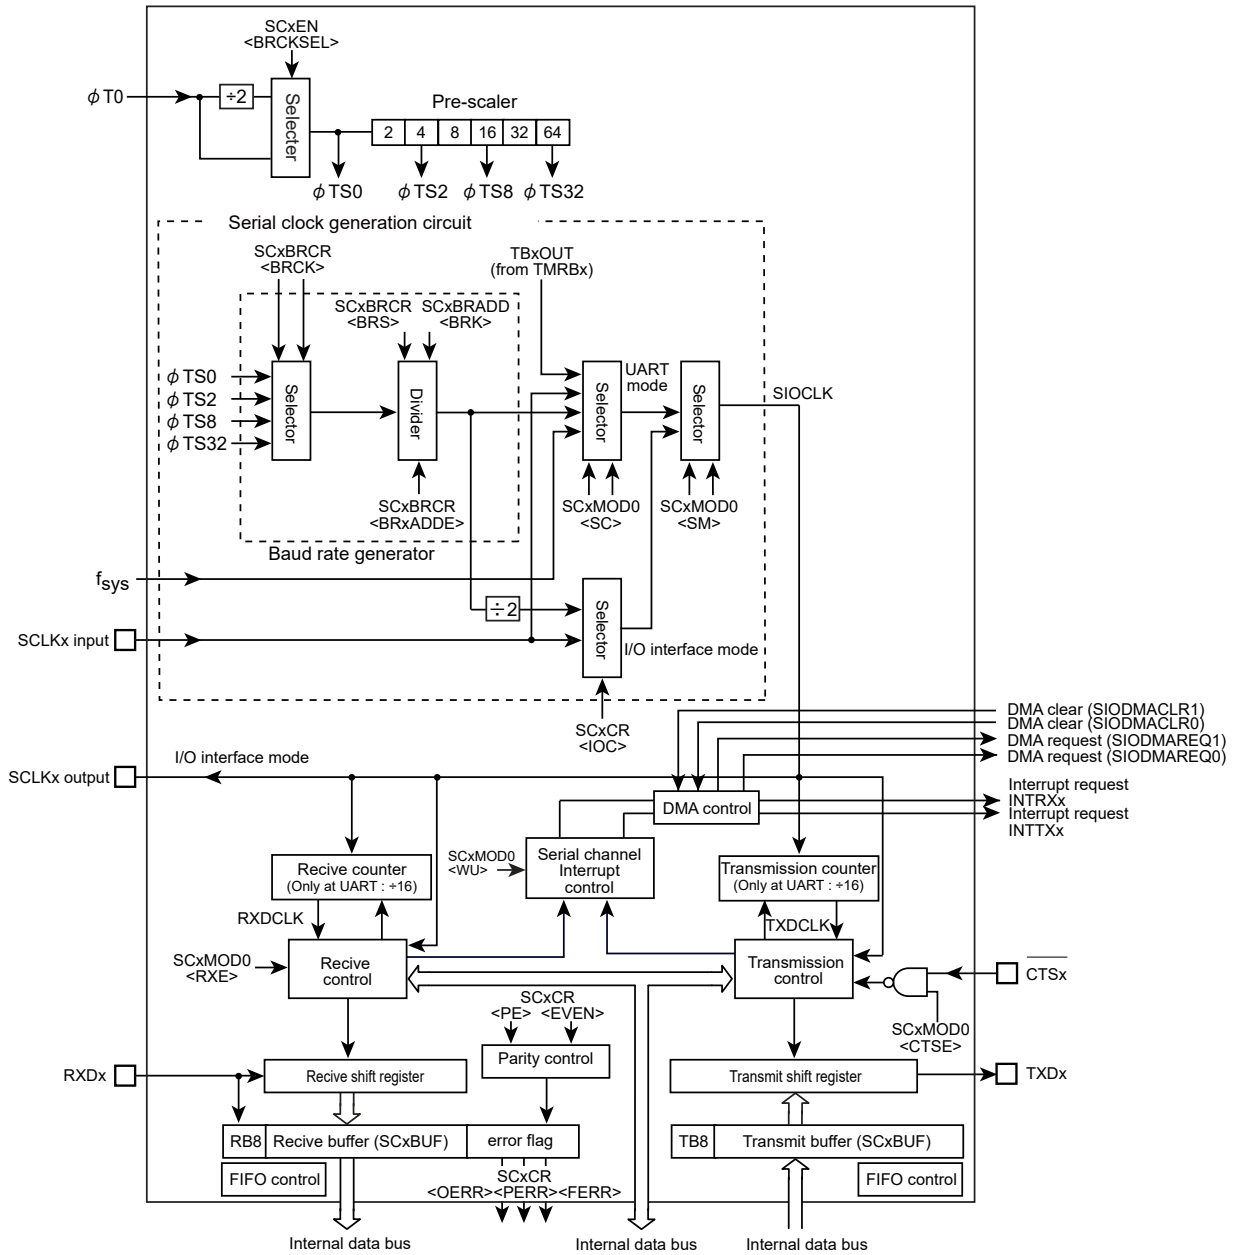 SCxEN
<BRCKSEL>
ϕT0
÷2
Selecter
Pre-scaler
2 4 8 16 32 64
ϕTS0 ϕTS2 ϕTS8 ϕTS32
Serial clock generation circuit
SCxBRCR
<BRCK>
TBxOUT
(from TMRBx)
SCxBRCR
<BRS>
SCxBRADD
<BRK>
ϕTS0
ϕTS2
ϕTS8
ϕTS32
Selector
Divider
Selector
UART
mode
Selector
SIOCLK
SCxBRCR
<BRxADDE>
SCxMOD0
<SC>
SCxMOD0
<SM>
Baud rate generator
fsys
÷2
Selector
SCLKx input
I/O interface mode
SCxCR
<IOC>
DMA clear (SIODMACLR1)
DMA clear (SIODMACLR0)
DMA request (SIODMAREQ1)
DMA request (SIODMAREQ0)
SCLKx output
I/O interface mode
Interrupt request
INTRXx
Interrupt request
INTTXx
DMA control
Recive counter
(Only at UART : ÷16)
SCxMOD0
<WU>
Serial channel
Interrupt
control
Transmission counter
(Only at UART : ÷16)
RXDCLK
TXDCLK
SCxMOD0
<RXE>
Recive
control
Transmission
control
CTSx
SCxMOD0
<CTSE>
SCxCR
<PE> <EVEN>
Parity control
RXDx
Recive shift register
Transmit shift register
TXDx
RB8 Recive buffer (SCxBUF) error flag
TB8 Transmit buffer (SCxBUF)
FIFO control
SCxCR
<OERR><PERR><FERR>
FIFO control
Internal data bus
Internal data bus
Internal data bus